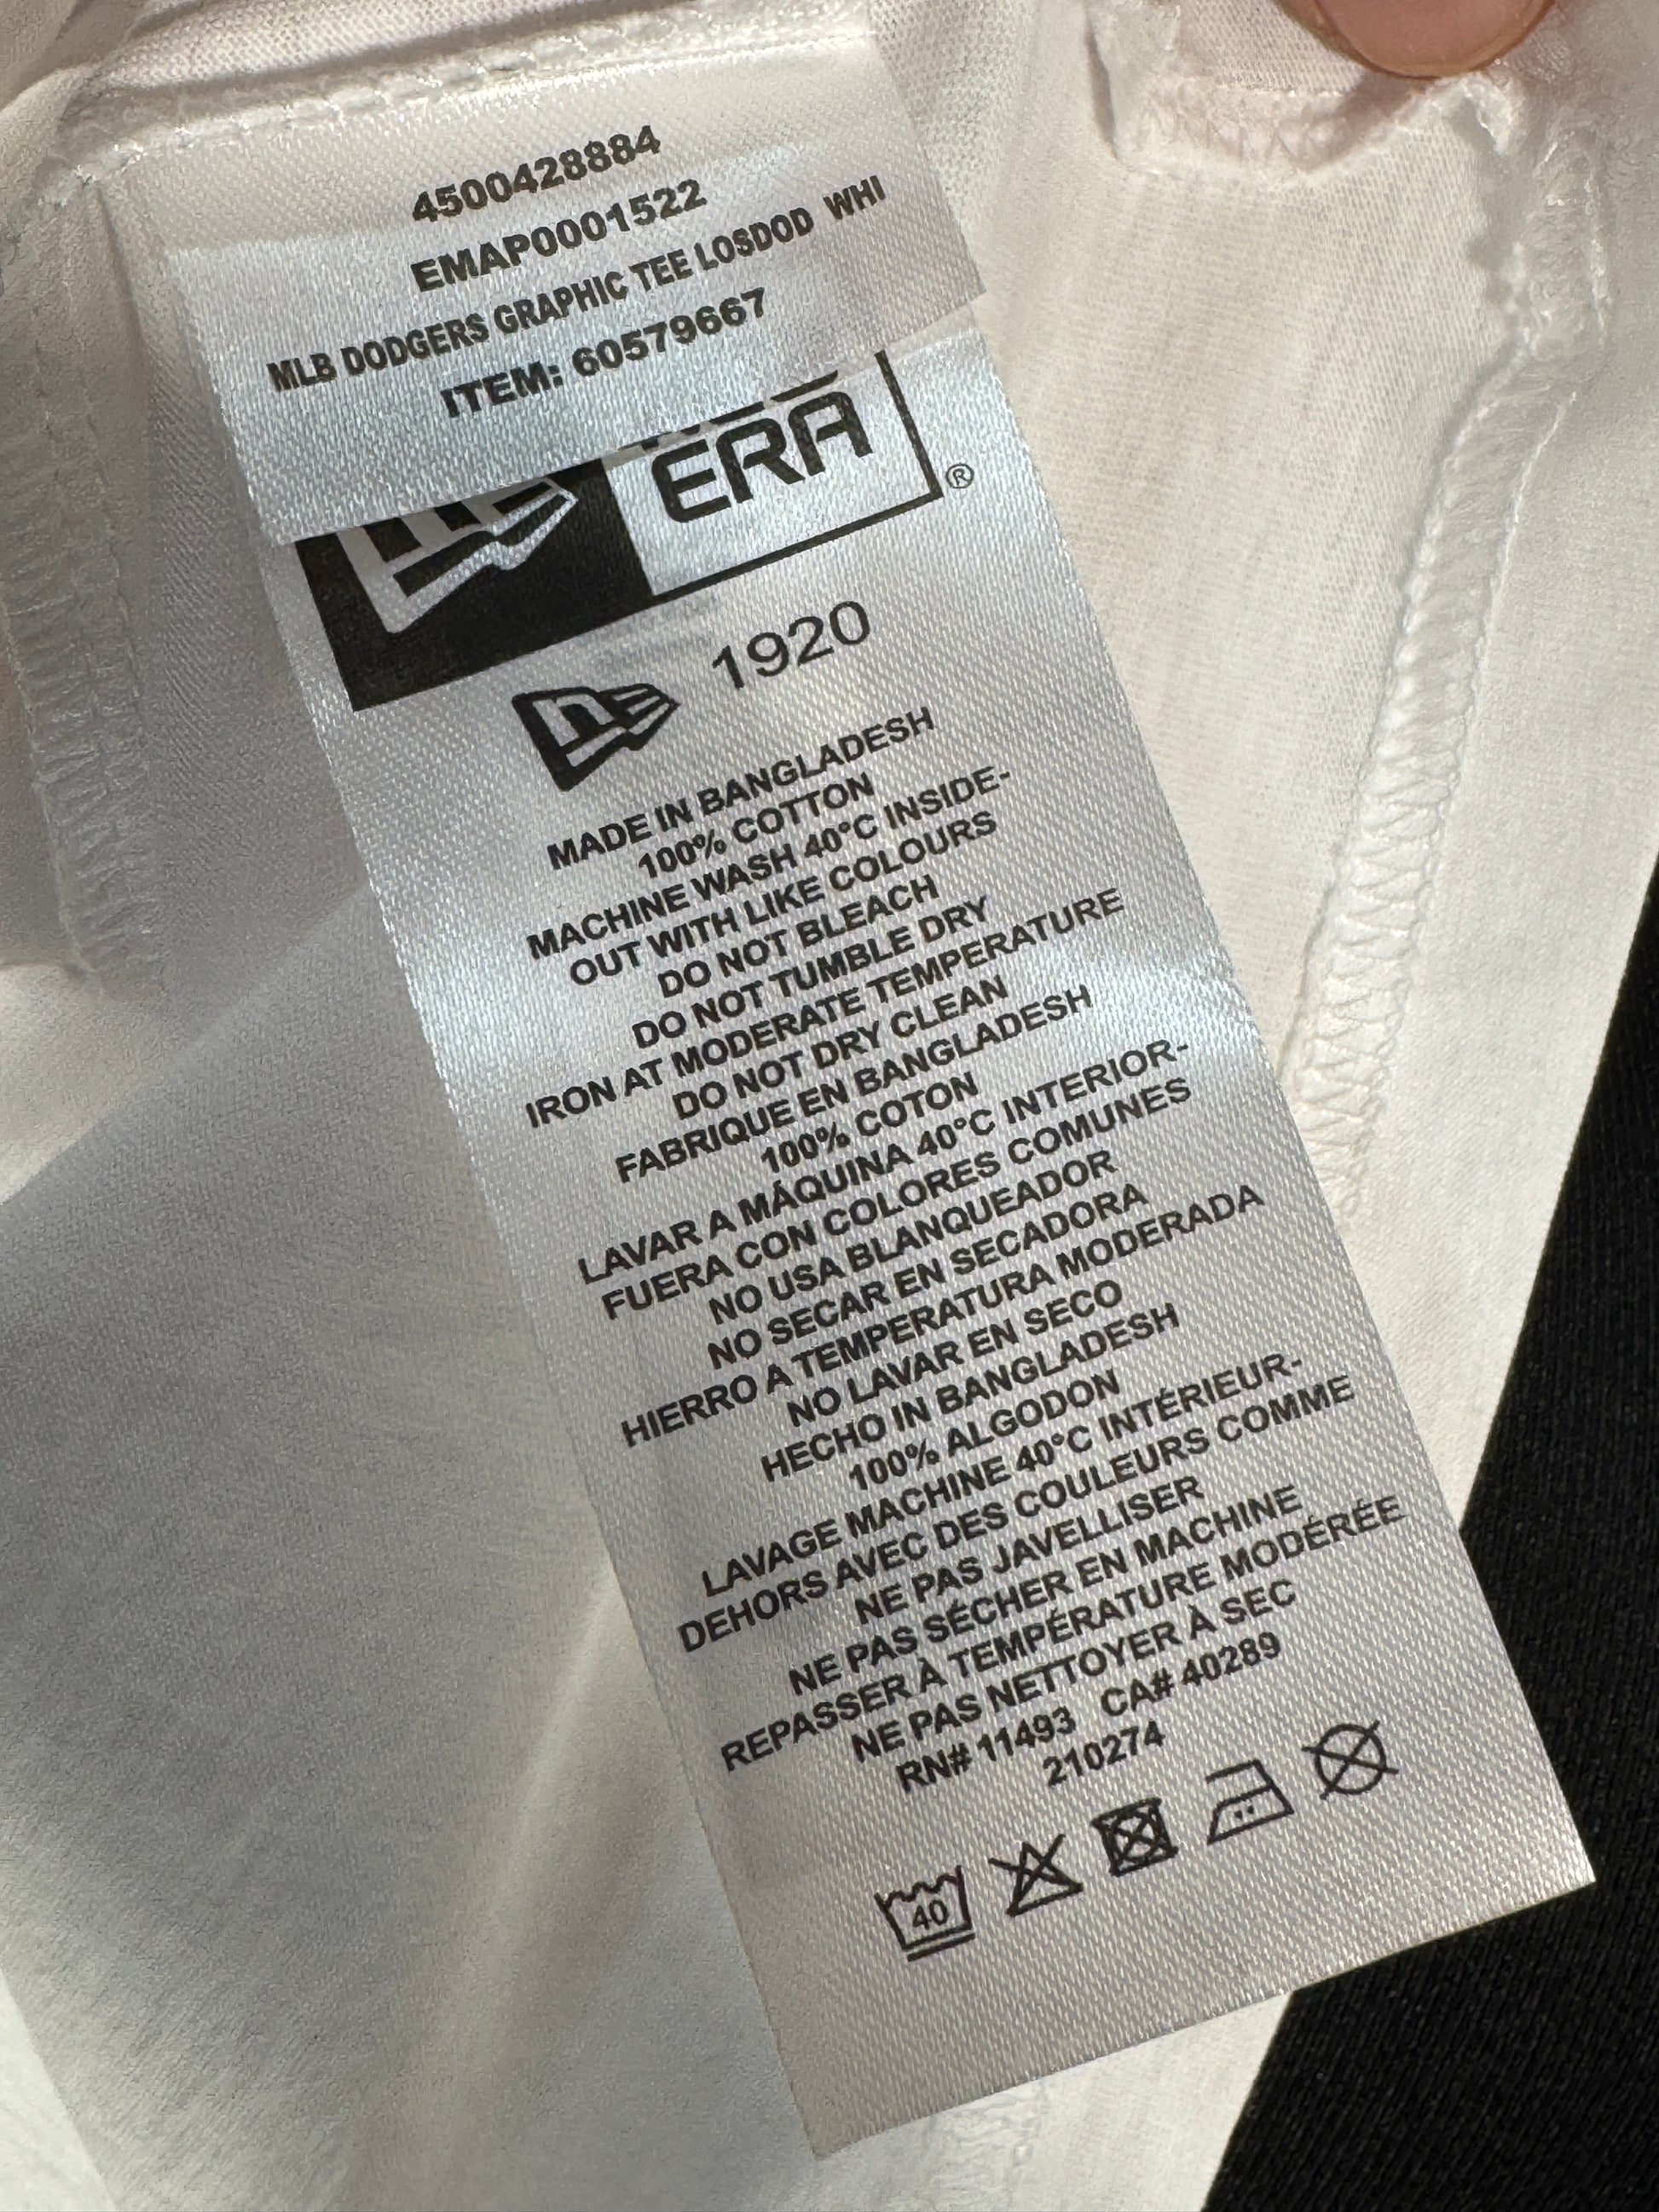 4500428884
EMAP0001522
MLB DODGERS GRAPHIC TEE LOSDOD WHI
ITEM: 60579667
ERA ®
1920
MADE IN BANGLADESH
100% COTTON
MACHINE WASH 40°C INSIDE-
OUT WITH LIKE COLOURS
DO NOT BLEACH
DO NOT TUMBLE DRY
IRON AT MODERATE TEMPERATURE
DO NOT DRY CLEAN
FABRIQUE EN BANGLADESH
100% COTON
LAVAR A MÁQUINA 40°C INTERIOR-
FUERA CON COLORES COMUNES
NO USA BLANQUEADOR
NO SECAR EN SECADORA
HIERRO A TEMPERATURA MODERADA
NO LAVAR EN SECO
HECHO IN BANGLADESH
100% ALGODON
LAVAGE MACHINE 40°C INTÉRIEUR-
DEHORS AVEC DES COULEURS COMME
NE PAS JAVELLISER
NE PAS SÉCHER EN MACHINE
REPASSER À TEMPÉRATURE MODÉRÉE
NE PAS NETTOYER À SEC
RN# 11493 CA# 40289
210274
40